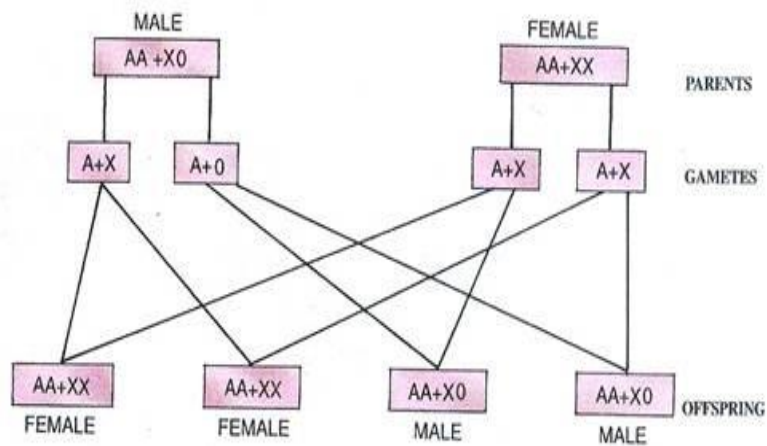 MALE
FEMALE
AA +X0
AA+XX
PARENTS
A+X
A+0
A+X
A+X
GAMETES
AA+XX
AA+XX
AA+X0
AA+X0
OFFSPRING
FEMALE
FEMALE
MALE
MALE